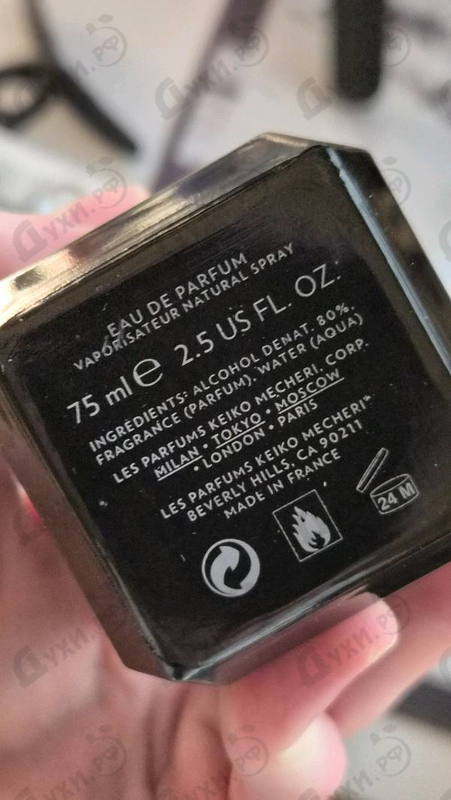 EAU DE PARFUM
VAPORISATEUR NATURAL SPRAY
75 ml e 2.5 US FL. OZ.
INGREDIENTS: ALCOHOL DENAT. 80%,
FRAGRANCE (PARFUM), WATER (AQUA)
LES PARFUMS KEIKO MECHERI, CORP.
MILAN • TOKYO • MOSCOW
• LONDON • PARIS
LES PARFUMS KEIKO MECHERI™
BEVERLY HILLS, CA 90211
MADE IN FRANCE
24 M
Духи.РФ